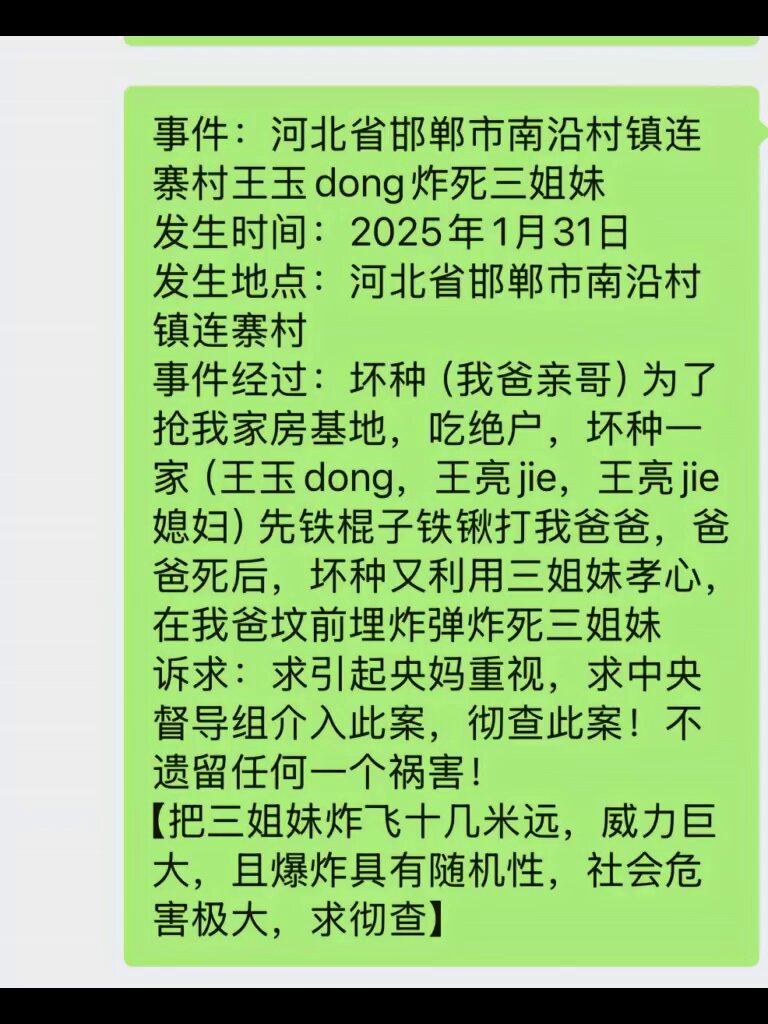 事件：河北省邯郸市南沿村镇连
寨村王玉dong炸死三姐妹
发生时间：2025年1月31日
发生地点：河北省邯郸市南沿村
镇连寨村
事件经过：坏种（我爸亲哥）为了
抢我家房基地，吃绝户，坏种一
家（王玉dong，王亮jie，王亮jie
媳妇）先铁棍子铁锹打我爸爸，爸
爸死后，坏种又利用三姐妹孝心，
在我爸坟前埋炸弹炸死三姐妹
诉求：求引起央妈重视，求中央
督导组介入此案，彻查此案！不
遗留任何一个祸害！
【把三姐妹炸飞十几米远，威力巨
大，且爆炸具有随机性，社会危
害极大，求彻查】